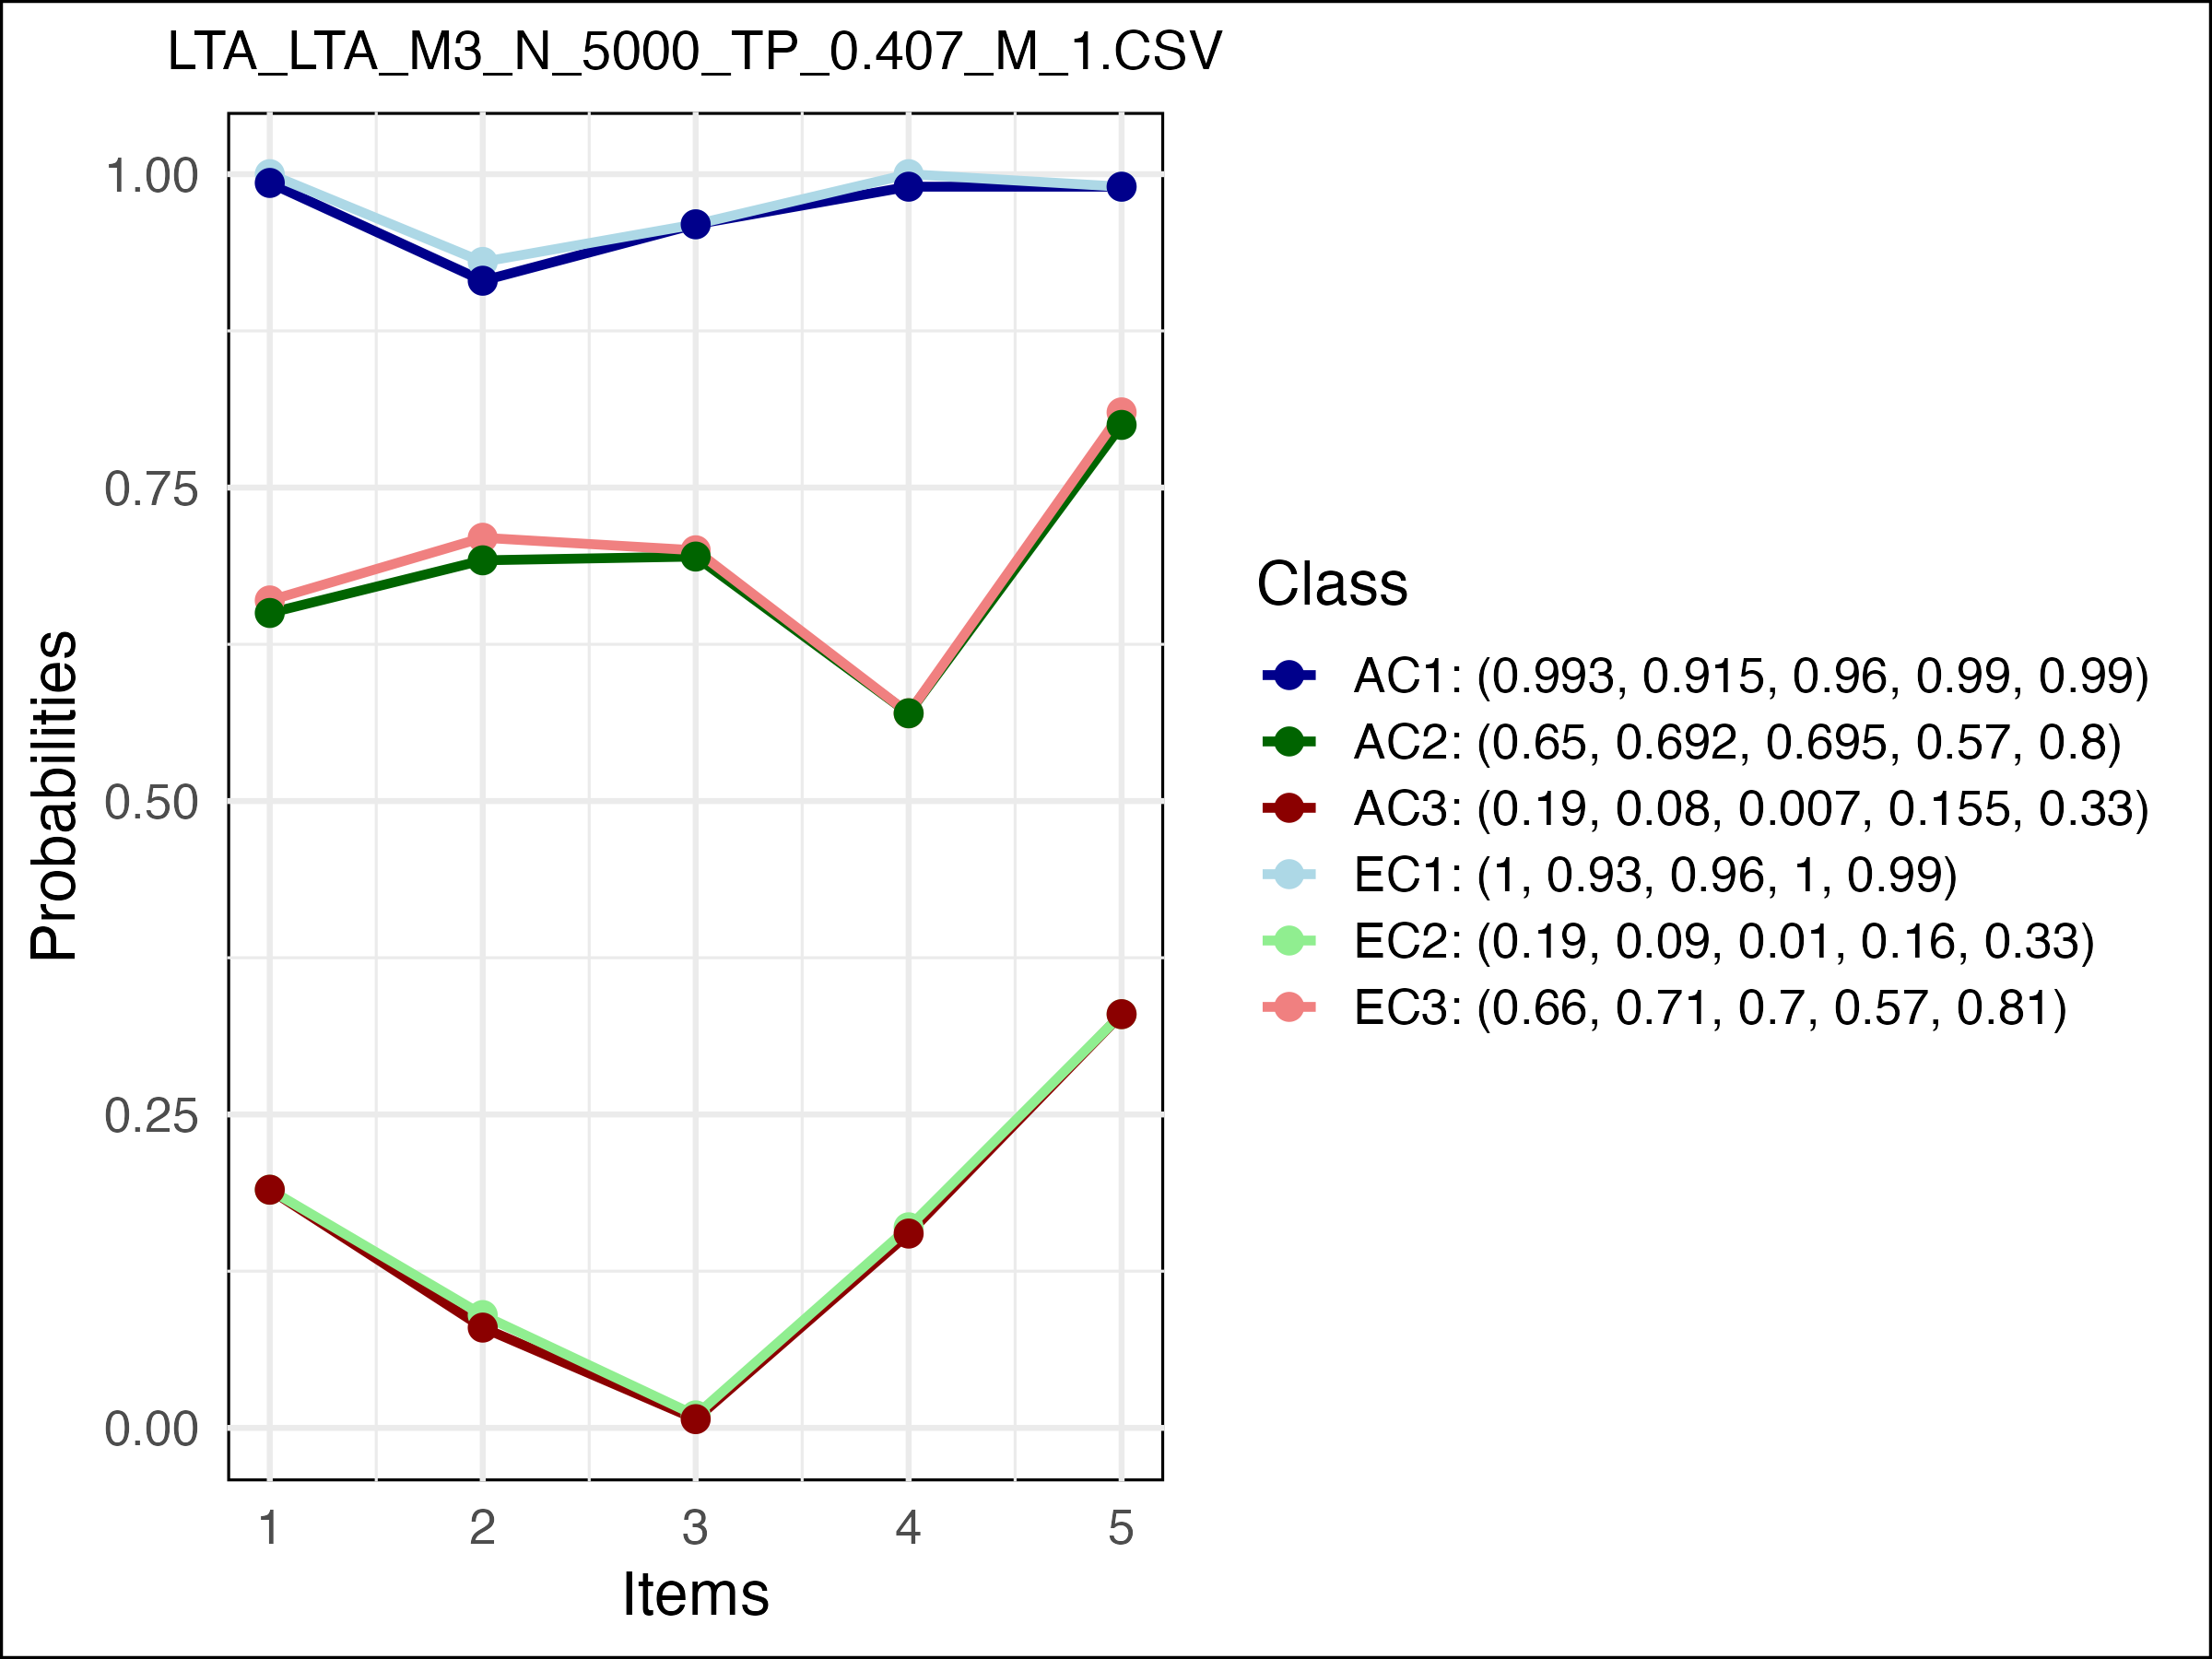 LTA_LTA_M3_N_5000_TP_0.407_M_1.CSV
1.00
0.75
0.50
0.25
0.00
Probabilities
1 2 3 4 5
Items
Class
AC1: (0.993, 0.915, 0.96, 0.99, 0.99)
AC2: (0.65, 0.692, 0.695, 0.57, 0.8)
AC3: (0.19, 0.08, 0.007, 0.155, 0.33)
EC1: (1, 0.93, 0.96, 1, 0.99)
EC2: (0.19, 0.09, 0.01, 0.16, 0.33)
EC3: (0.66, 0.71, 0.7, 0.57, 0.81)